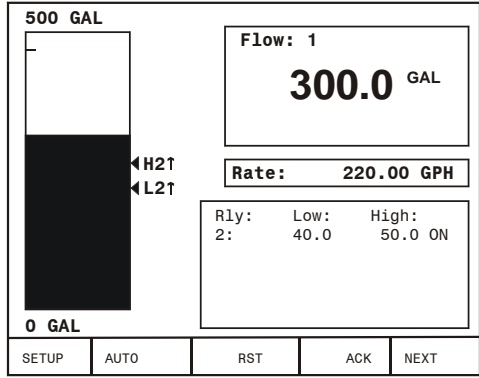 500 GAL
Flow: 1
300.0 GAL
H2↑
L2↑
Rate: 220.00 GPH
Rly: Low: High:
2: 40.0 50.0 ON
0 GAL
SETUP AUTO RST ACK NEXT